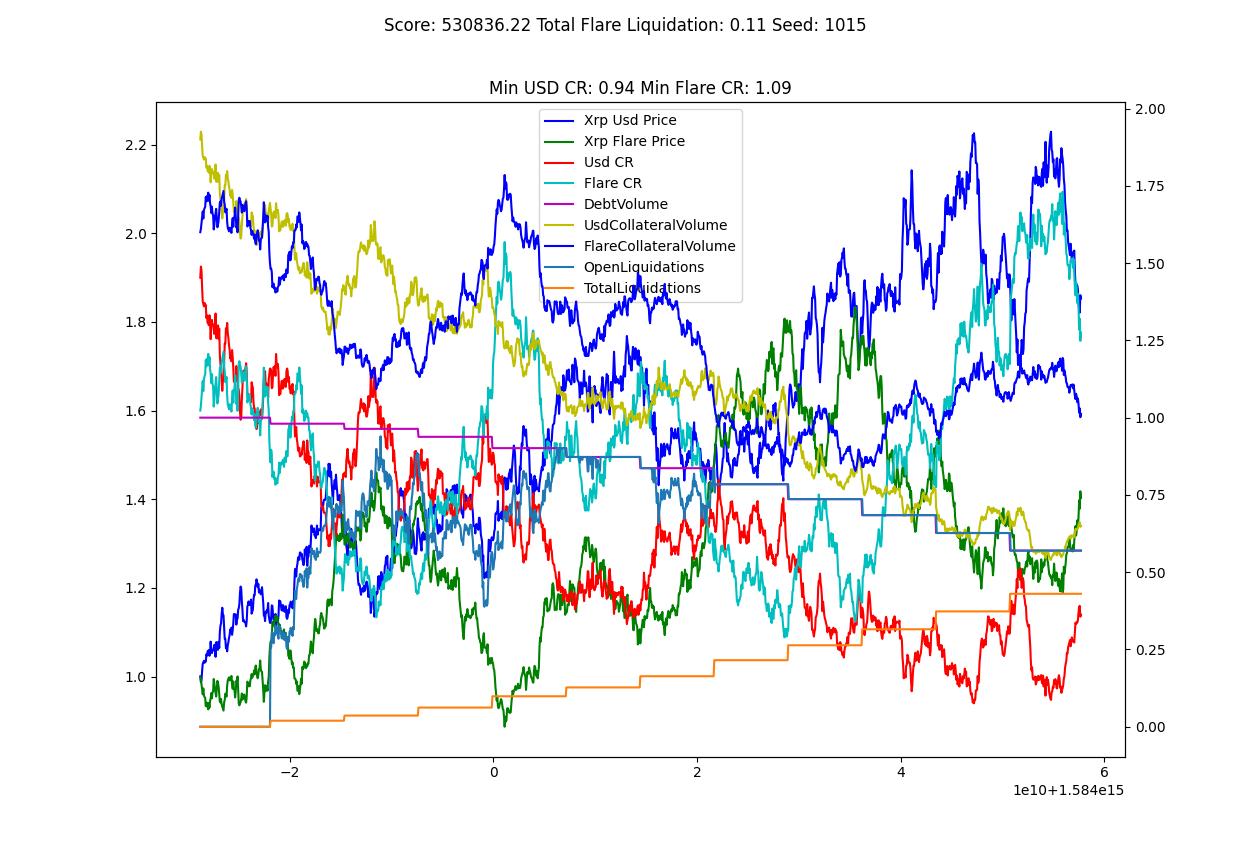 Score: 530836.22 Total Flare Liquidation: 0.11 Seed: 1015
Min USD CR: 0.94 Min Flare CR: 1.09
Xrp Usd Price
Xrp Flare Price
Usd CR
Flare CR
DebtVolume
UsdCollateralVolume
FlareCollateralVolume
OpenLiquidations
TotalLiquidations
2.2
2.0
1.8
1.6
1.4
1.2
1.0
2.00
1.75
1.50
1.25
1.00
0.75
0.50
0.25
0.00
−2 0 2 4 6
1e10+1.584e15